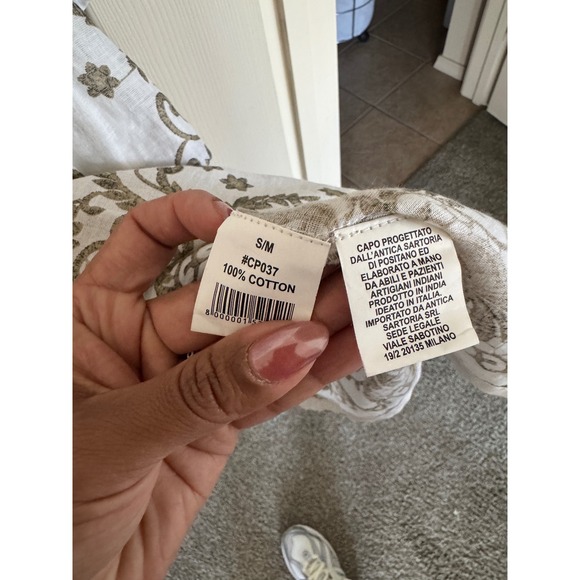 S/M
#CP037
100% COTTON
CAPO PROGETTATO
DALL'ANTICA SARTORIA
DI POSITANO ED
ELABORATO A MANO
DA ABILI E PAZIENTI
ARTIGIANI INDIANI
PRODOTTO IN INDIA
IDEATO IN ITALIA.
IMPORTATO DA ANTICA
SARTORIA SRL
SEDE LEGALE
VIALE SABOTINO
19/2 20135 MILANO